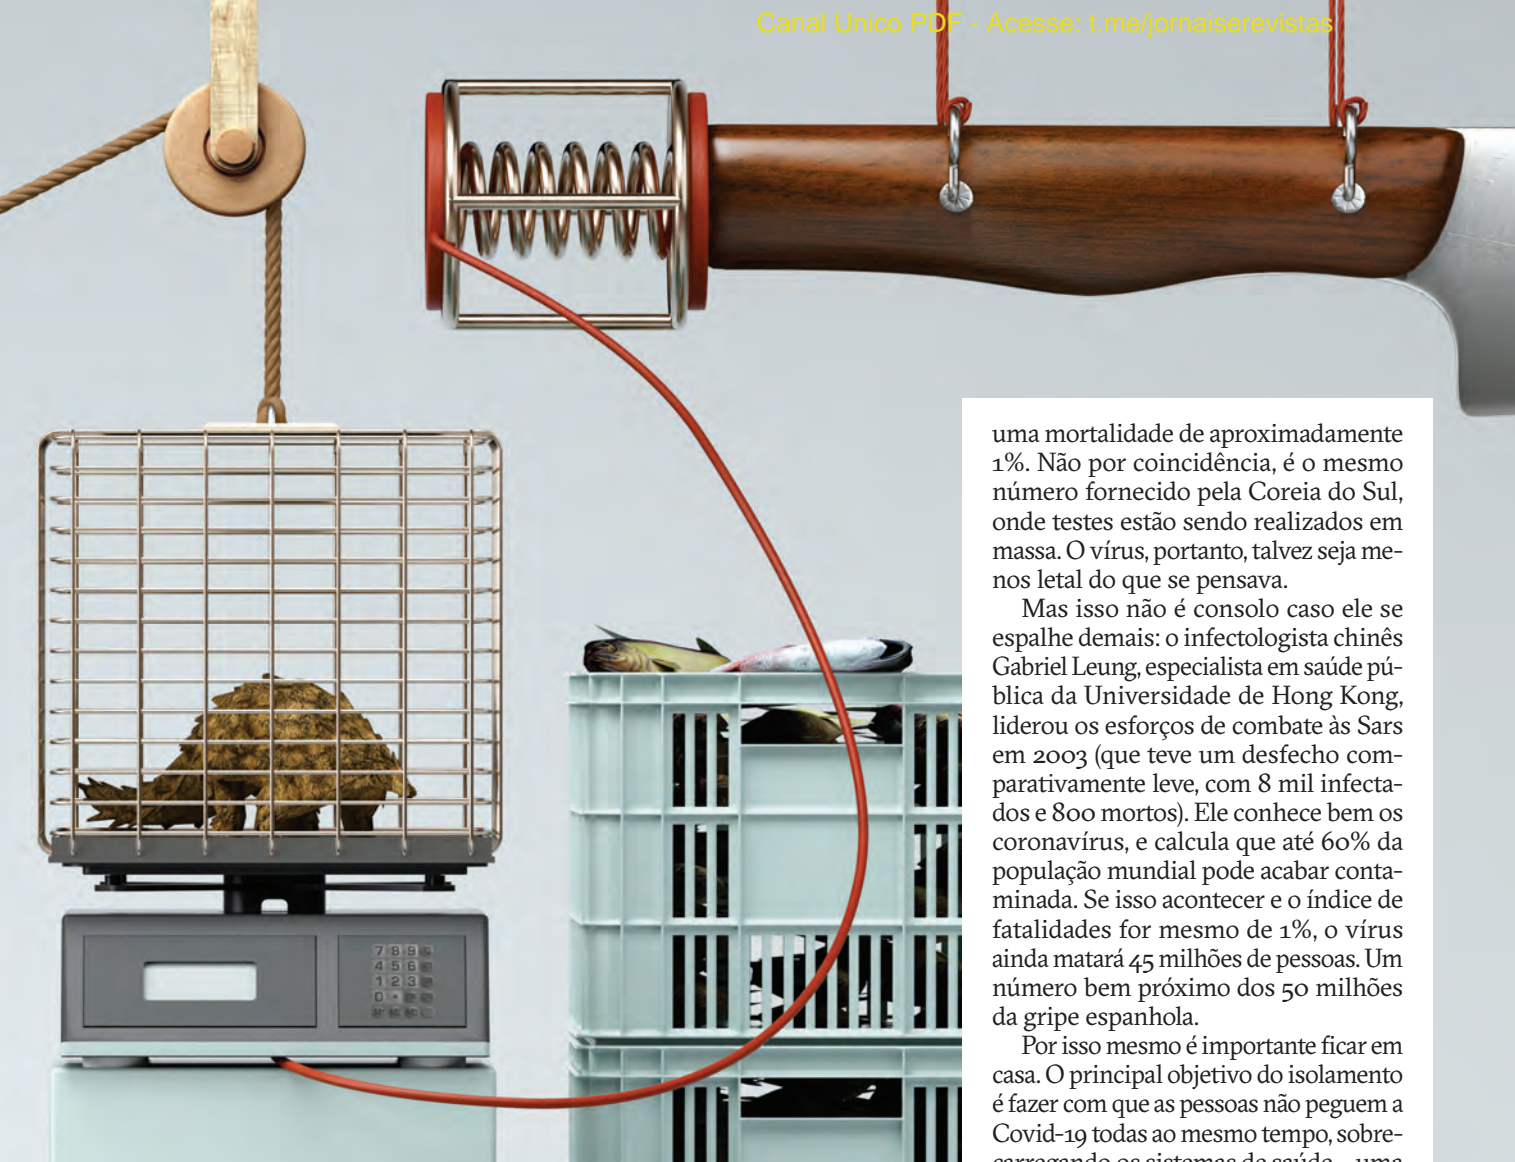 Canal Unico PDF - Acesse: t.me/jornaiserevistas
uma mortalidade de aproximadamente
1%. Não por coincidência, é o mesmo
número fornecido pela Coreia do Sul,
onde testes estão sendo realizados em
massa. O vírus, portanto, talvez seja me-
nos letal do que se pensava.
Mas isso não é consolo caso ele se
espalhe demais: o infectologista chinês
Gabriel Leung, especialista em saúde pú-
blica da Universidade de Hong Kong,
liderou os esforços de combate às Sars
em 2003 (que teve um desfecho com-
parativamente leve, com 8 mil infecta-
dos e 800 mortos). Ele conhece bem os
coronavírus, e calcula que até 60% da
população mundial pode acabar conta-
minada. Se isso acontecer e o índice de
fatalidades for mesmo de 1%, o vírus
ainda matará 45 milhões de pessoas. Um
número bem próximo dos 50 milhões
da gripe espanhola.
Por isso mesmo é importante ficar em
casa. O principal objetivo do isolamento
é fazer com que as pessoas não peguem a
Covid-19 todas ao mesmo tempo, sobre-
carregando os sistemas de saúde – uma
7 8 9
4 5 6
1 2 3
0